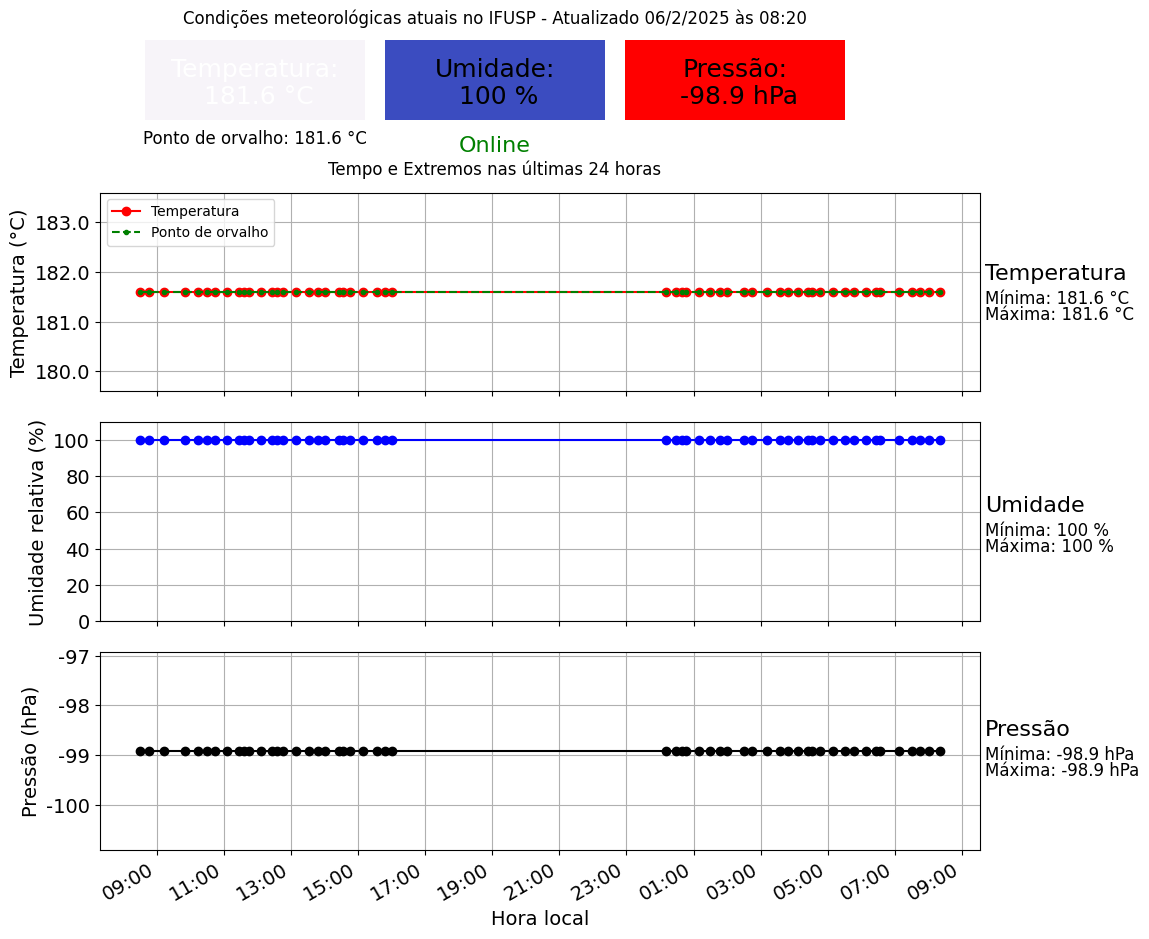 Condições meteorológicas atuais no IFUSP - Atualizado 06/2/2025 às 08:20
Temperatura:
181.6 °C
Umidade:
100 %
Pressão:
-98.9 hPa
Ponto de orvalho: 181.6 °C
Online
Tempo e Extremos nas últimas 24 horas
Temperatura (°C)
183.0
182.0
181.0
180.0
Temperatura
Ponto de orvalho
Temperatura
Mínima: 181.6 °C
Máxima: 181.6 °C
Umidade relativa (%)
100
80
60
40
20
0
Umidade
Mínima: 100 %
Máxima: 100 %
Pressão (hPa)
-97
-98
-99
-100
Pressão
Mínima: -98.9 hPa
Máxima: -98.9 hPa
09:00
11:00
13:00
15:00
17:00
19:00
21:00
23:00
01:00
03:00
05:00
07:00
09:00
Hora local